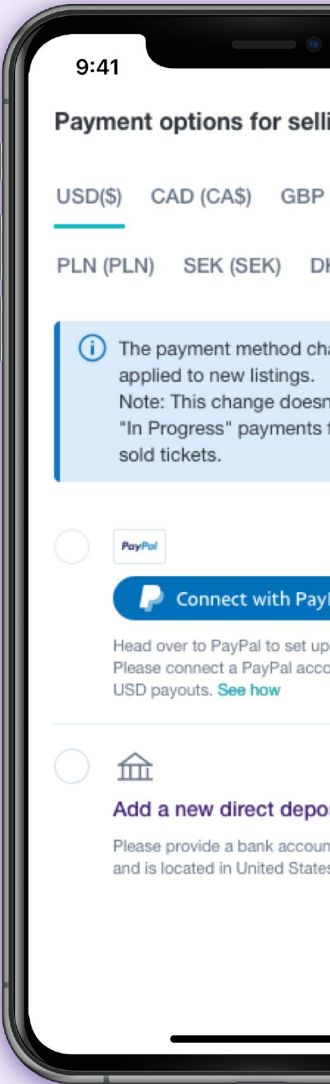 9:41
Payment options for selli
USD($) CAD (CA$) GBP
PLN (PLN) SEK (SEK) DK
The payment method cha
applied to new listings.
Note: This change doesn
"In Progress" payments f
sold tickets.
PayPal
Connect with PayP
Head over to PayPal to set up
Please connect a PayPal acco
USD payouts. See how
Add a new direct depos
Please provide a bank accoun
and is located in United States